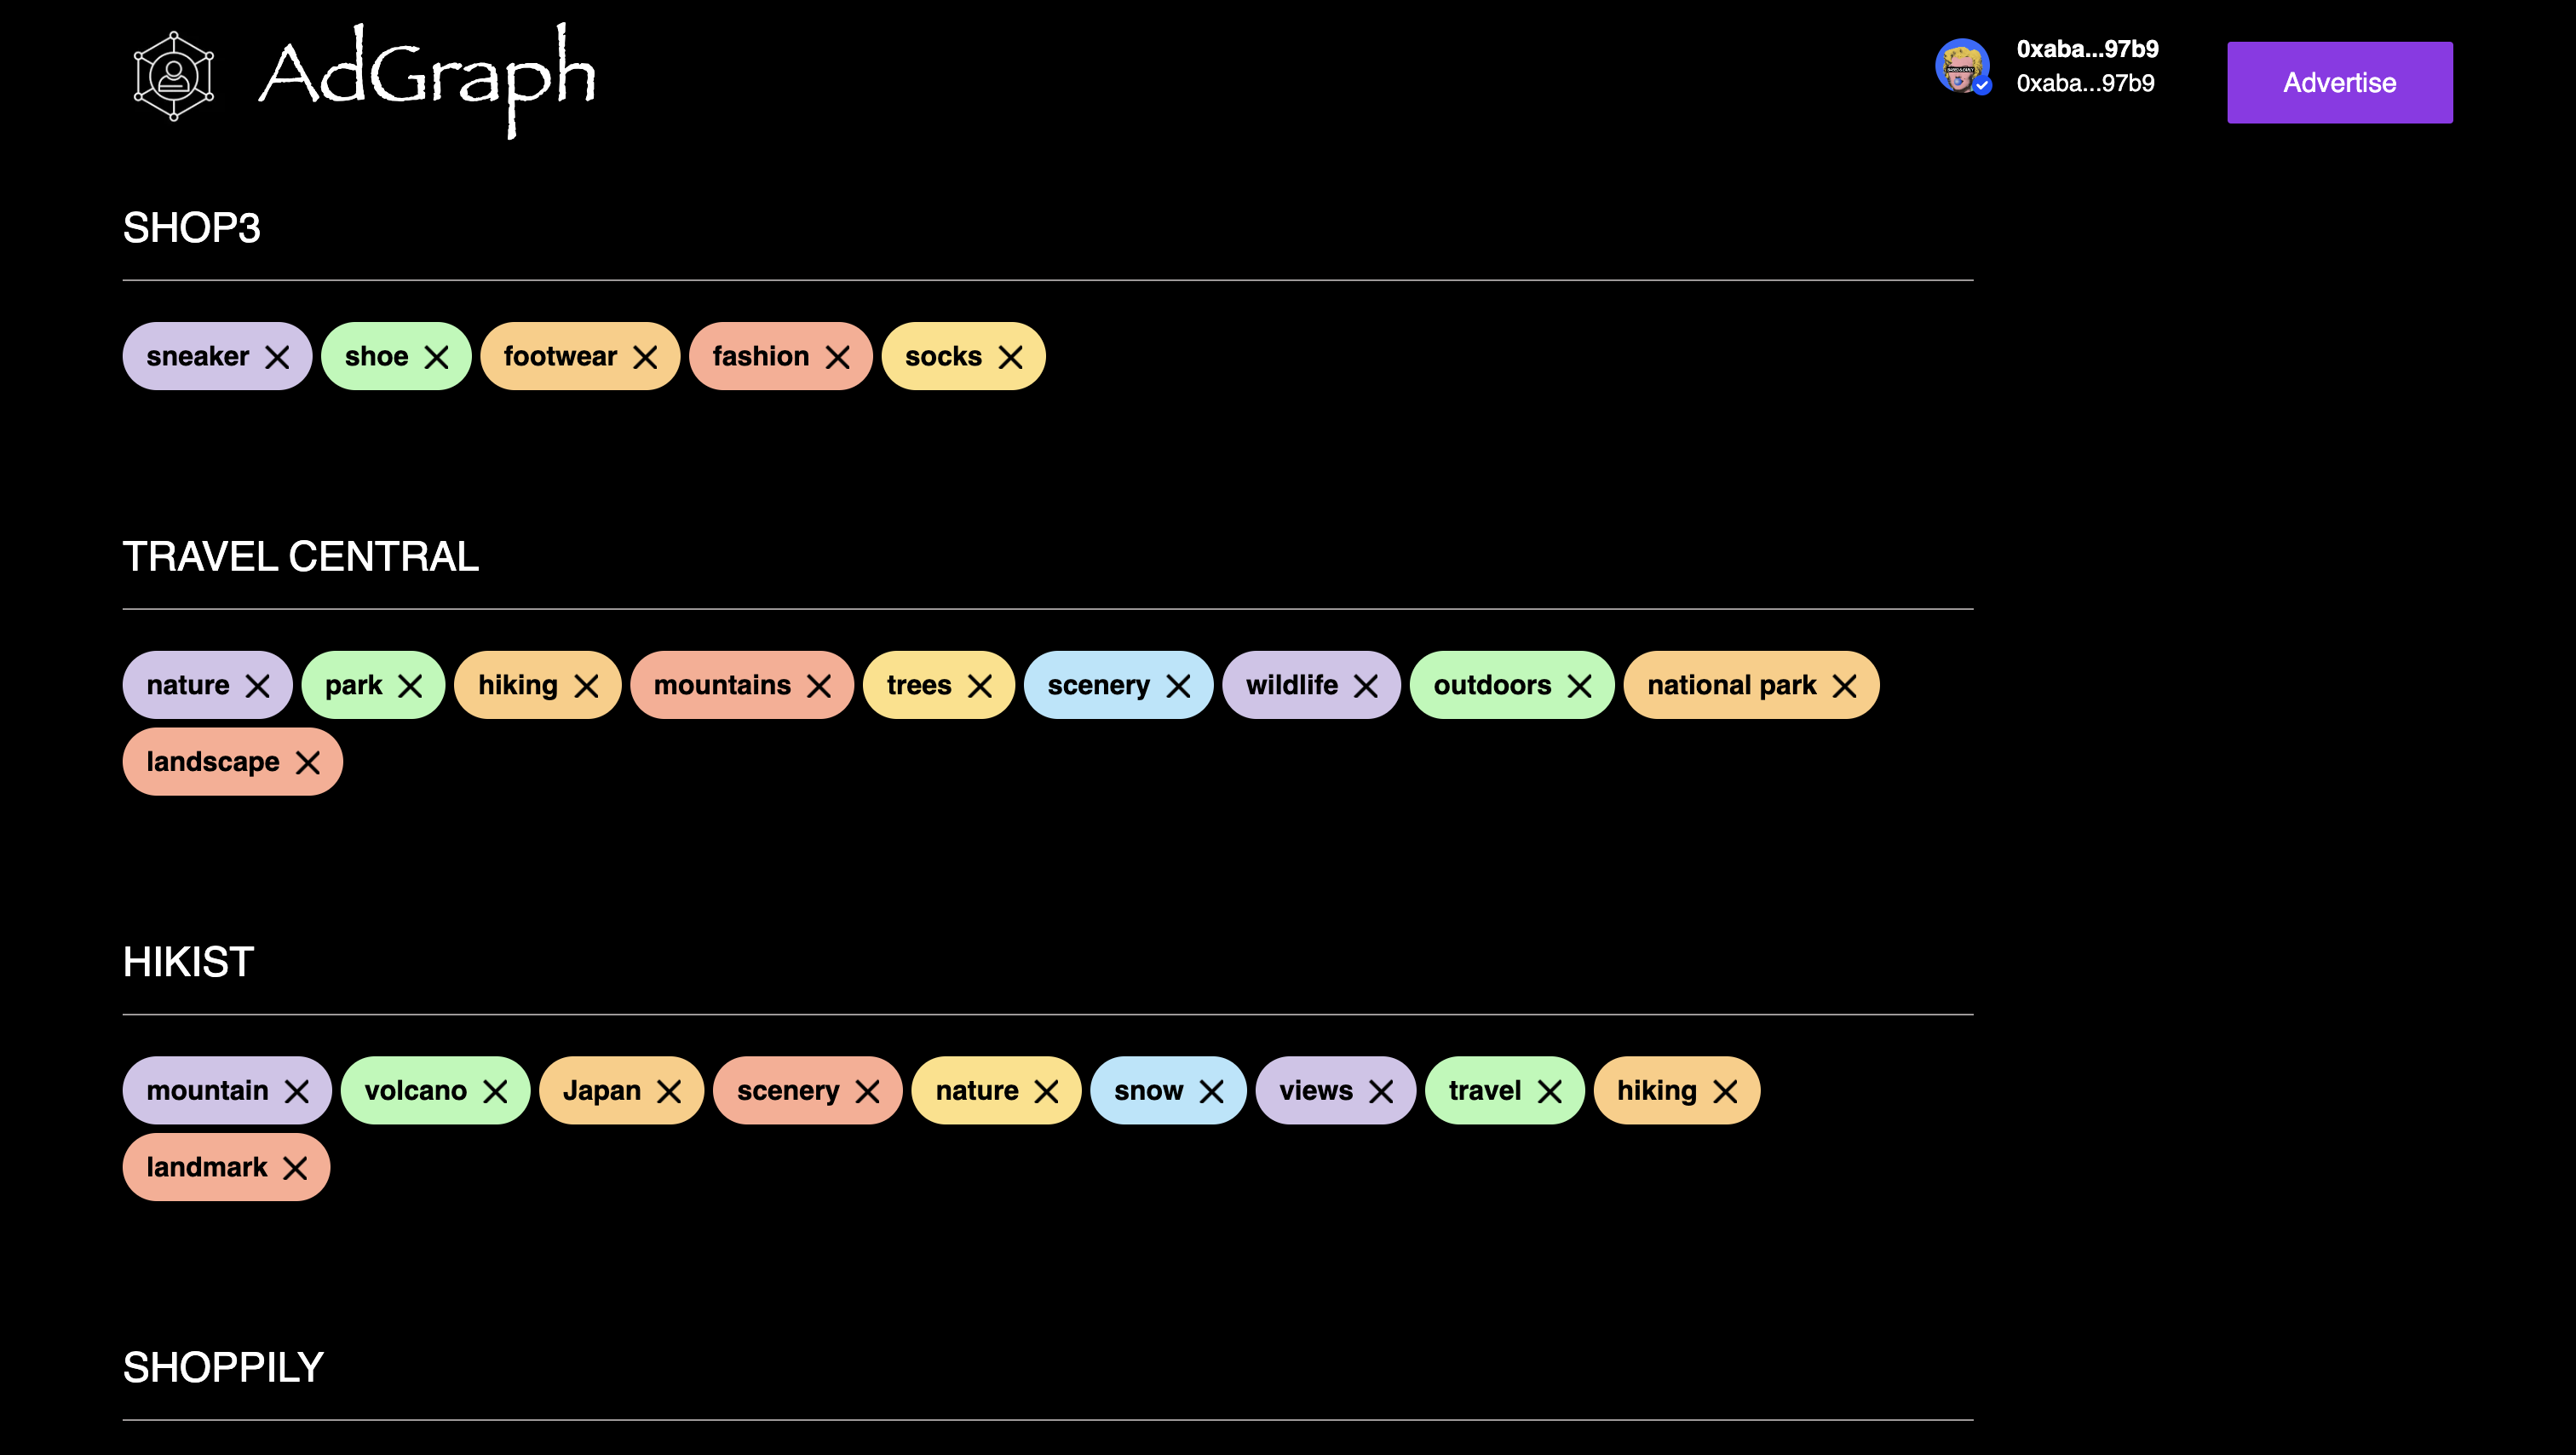 AdGraph
0xaba...97b9
0xaba...97b9
Advertise
SHOP3
sneaker shoe footwear fashion socks
TRAVEL CENTRAL
nature park hiking mountains trees scenery wildlife outdoors national park
landscape
HIKIST
mountain volcano Japan scenery nature snow views travel hiking
landmark
SHOPPILY